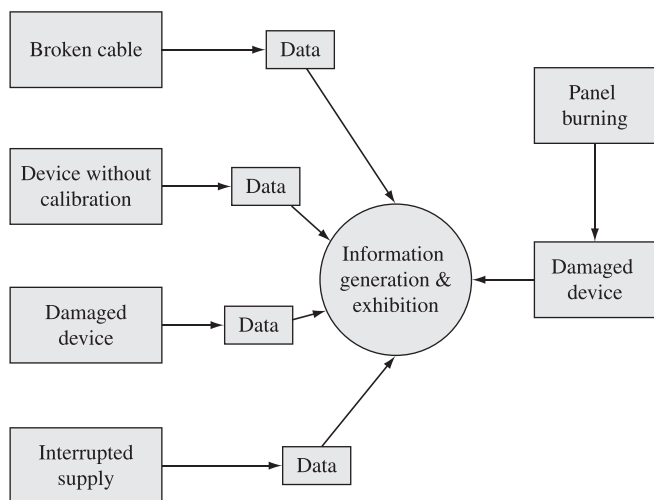 Broken cable
Data
Panel
burning
Device without
calibration
Data
Information
generation &
exhibition
Damaged
device
Damaged
device
Data
Interrupted
supply
Data